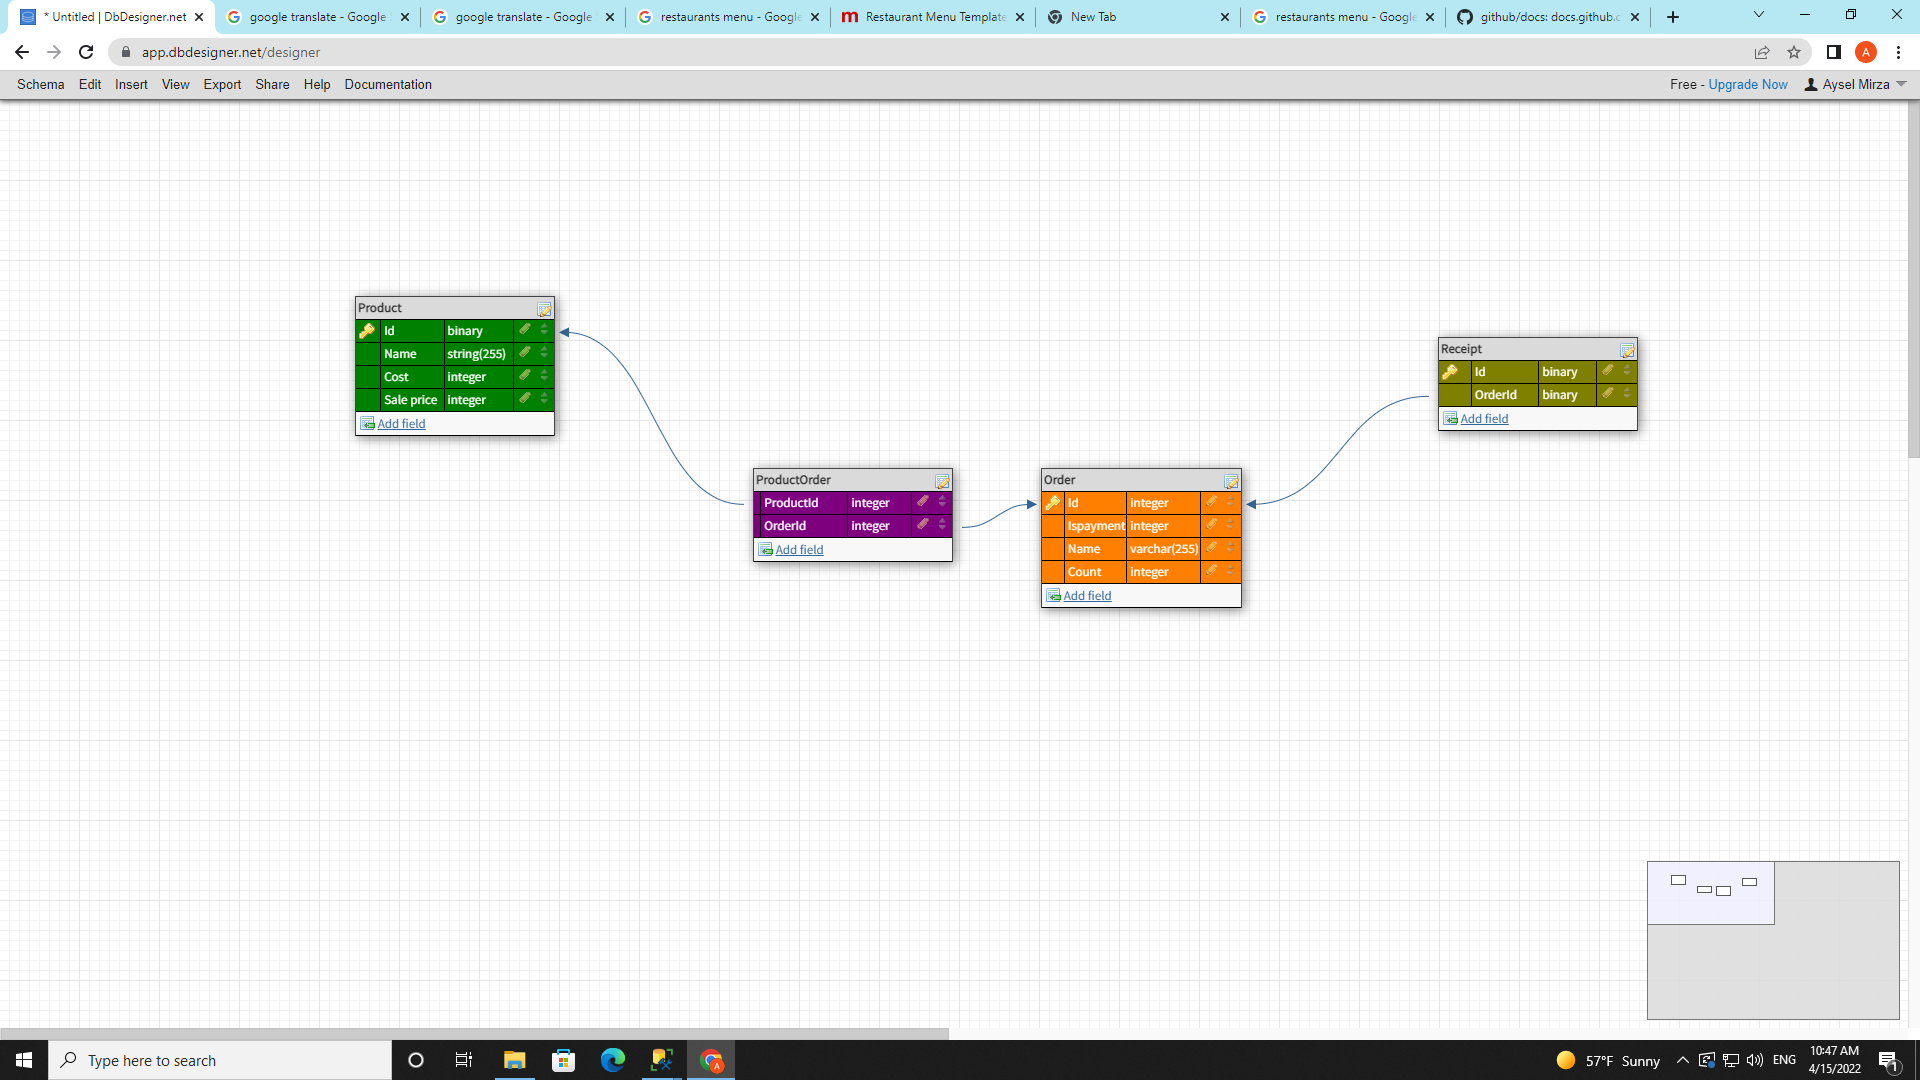 * Untitled | DbDesigner.net
google translate - Google
google translate - Google
restaurants menu - Google
Restaurant Menu Template
New Tab
restaurants menu - Google
github/docs: docs.github.c
app.dbdesigner.net/designer
A
Schema Edit Insert View Export Share Help Documentation
Free - Upgrade Now Aysel Mirza
Product
Id binary
Name string(255)
Cost integer
Sale price integer
Add field
Receipt
Id binary
OrderId binary
Add field
ProductOrder
ProductId integer
OrderId integer
Add field
Order
Id integer
Ispayment integer
Name varchar(255)
Count integer
Add field
Type here to search
A
57°F Sunny
ENG
10:47 AM
4/15/2022
1